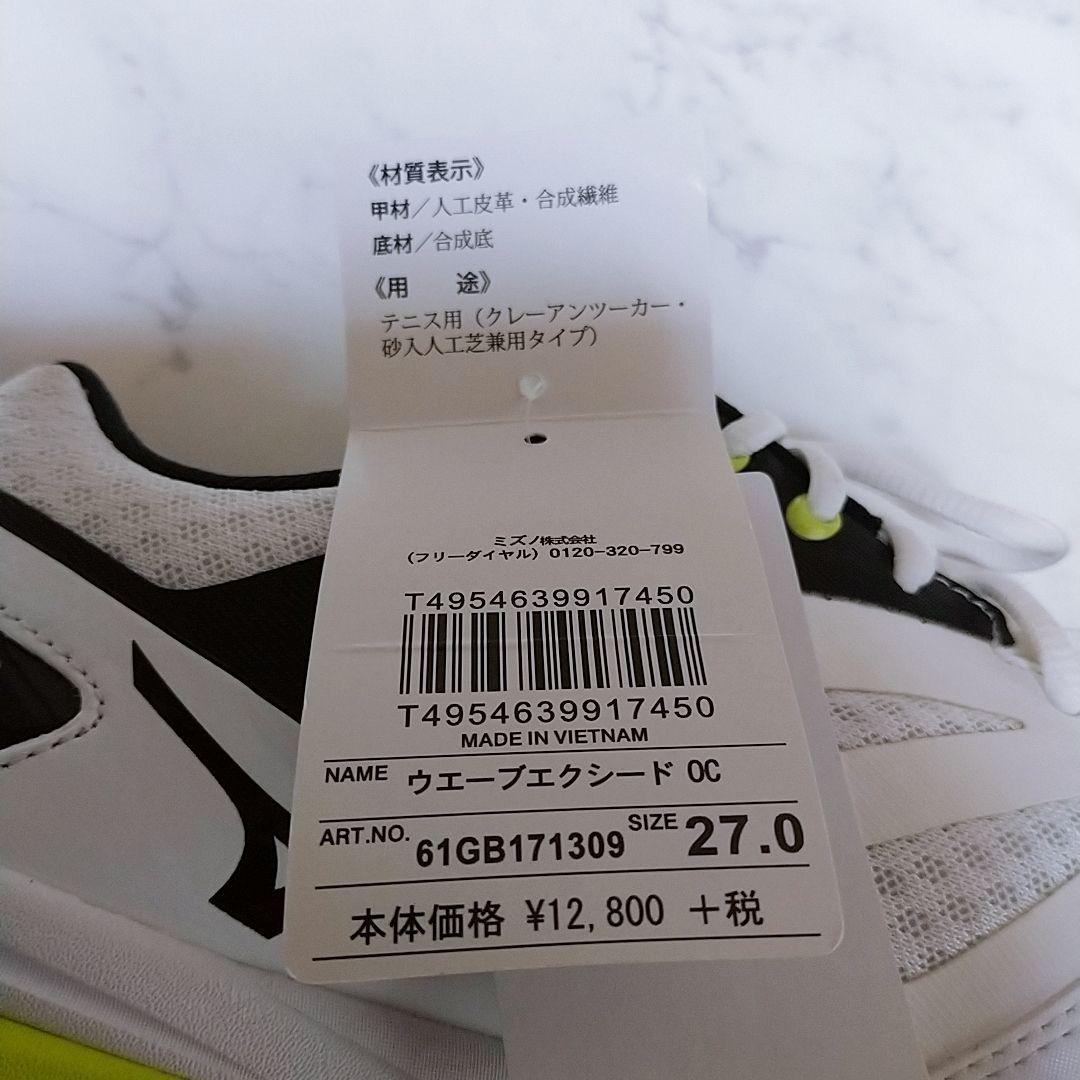 《材質表示》
甲材／人工皮革・合成繊維
底材／合成底
《用　途》
テニス用（クレーアンツーカー・
砂入人工芝兼用タイプ）
ミズノ株式会社
（フリーダイヤル）0120-320-799
T4954639917450
T4954639917450
MADE IN VIETNAM
NAME ウエーブエクシード OC
ART.NO. 61GB171309 SIZE 27.0
本体価格 ¥12,800 +税